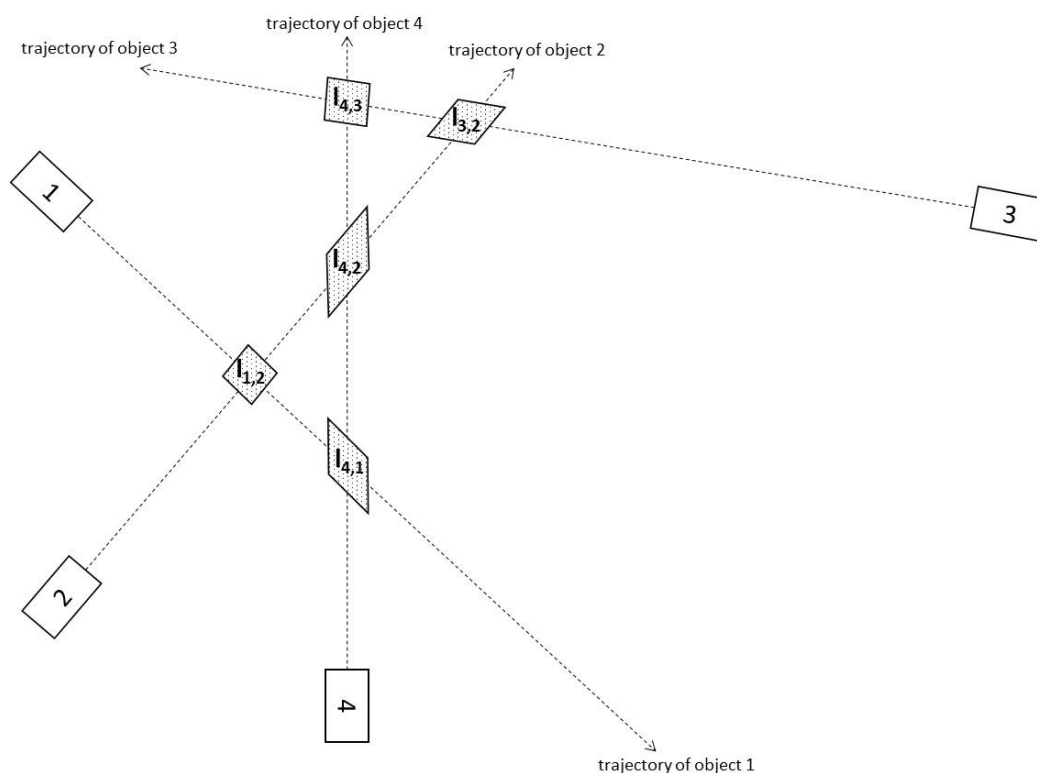 trajectory of object 4
trajectory of object 3
trajectory of object 2
I4,3
I3,2
1
3
I4,2
I1,2
I4,1
2
4
trajectory of object 1